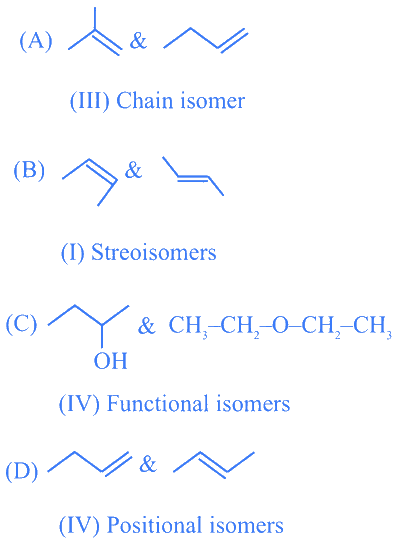 (A) &
(III) Chain isomer
(B) &
(I) Streoisomers
(C) & CH₃–CH₂–O–CH₂–CH₃
OH
(IV) Functional isomers
(D) &
(IV) Positional isomers